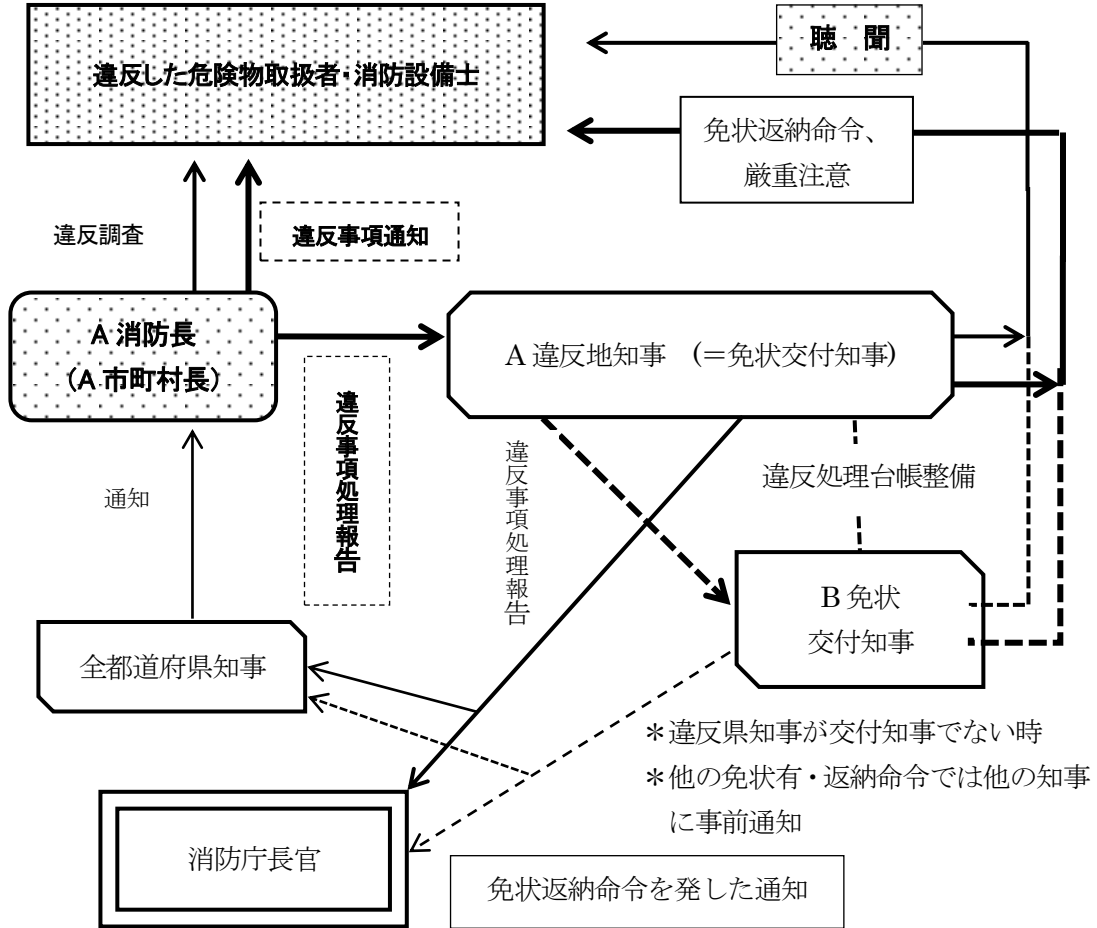 聴 聞
違反した危険物取扱者・消防設備士
免状返納命令、
厳重注意
違反調査
違反事項通知
A 消防長
(A 市町村長)
A 違反地知事 (=免状交付知事)
違反事項処理報告
違反事項処理報告
違反処理台帳整備
通知
B 免状
交付知事
全都道府県知事
＊違反県知事が交付知事でない時
＊他の免状有・返納命令では他の知事
に事前通知
消防庁長官
免状返納命令を発した通知